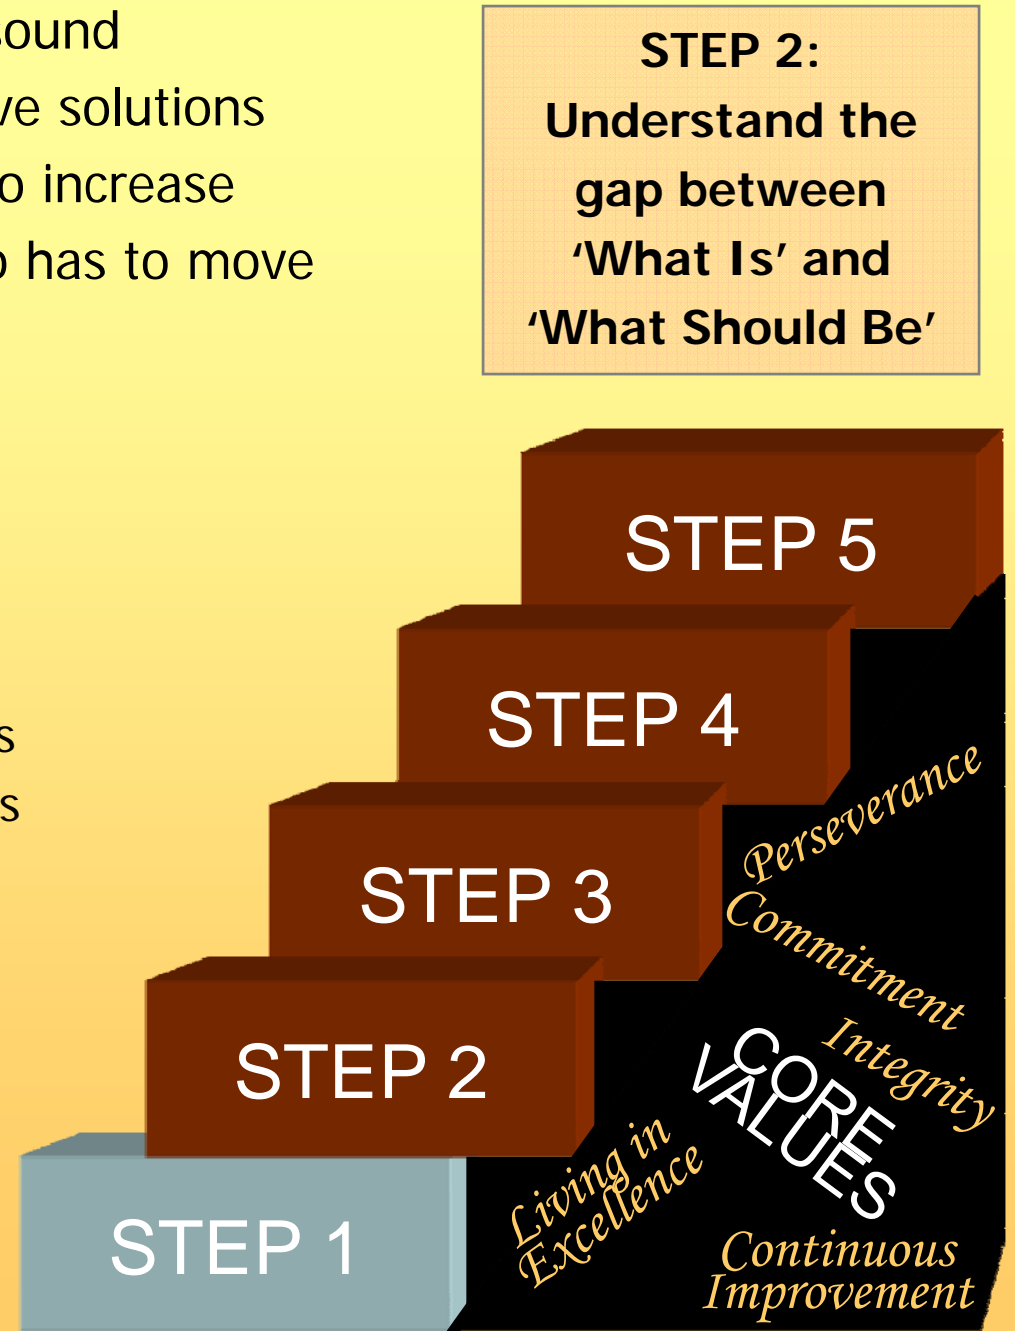 sound
ve solutions
o increase
has to move
s
s
STEP 2:
Understand the
gap between
‘What Is’ and
‘What Should Be’
STEP 5
STEP 4
STEP 3
STEP 2
STEP 1
Perseverance
Commitment
Integrity
CORE
VALUES
Living in
Excellence
Continuous
Improvement